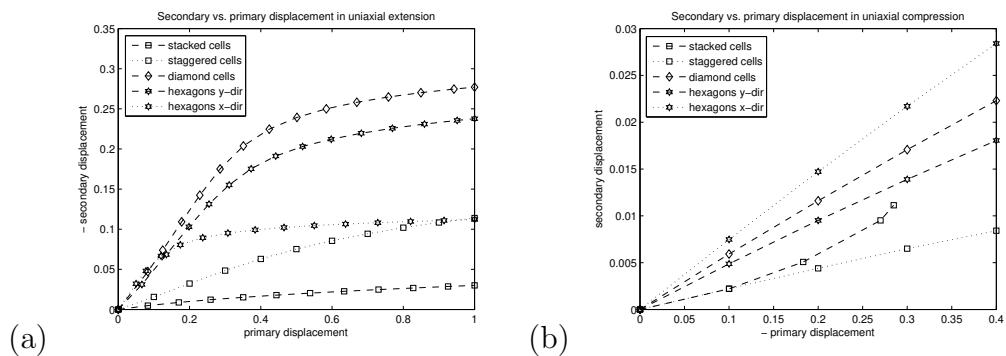 Secondary vs. primary displacement in uniaxial extension
0.35
0.3
0.25
0.2
0.15
0.1
0.05
0
− secondary displacement
stacked cells
staggered cells
diamond cells
hexagons y−dir
hexagons x−dir
0 0.2 0.4 0.6 0.8 1
primary displacement
(a)
Secondary vs. primary displacement in uniaxial compression
0.03
0.025
0.02
0.015
0.01
0.005
0
secondary displacement
stacked cells
staggered cells
diamond cells
hexagons y−dir
hexagons x−dir
0 0.05 0.1 0.15 0.2 0.25 0.3 0.35 0.4
− primary displacement
(b)